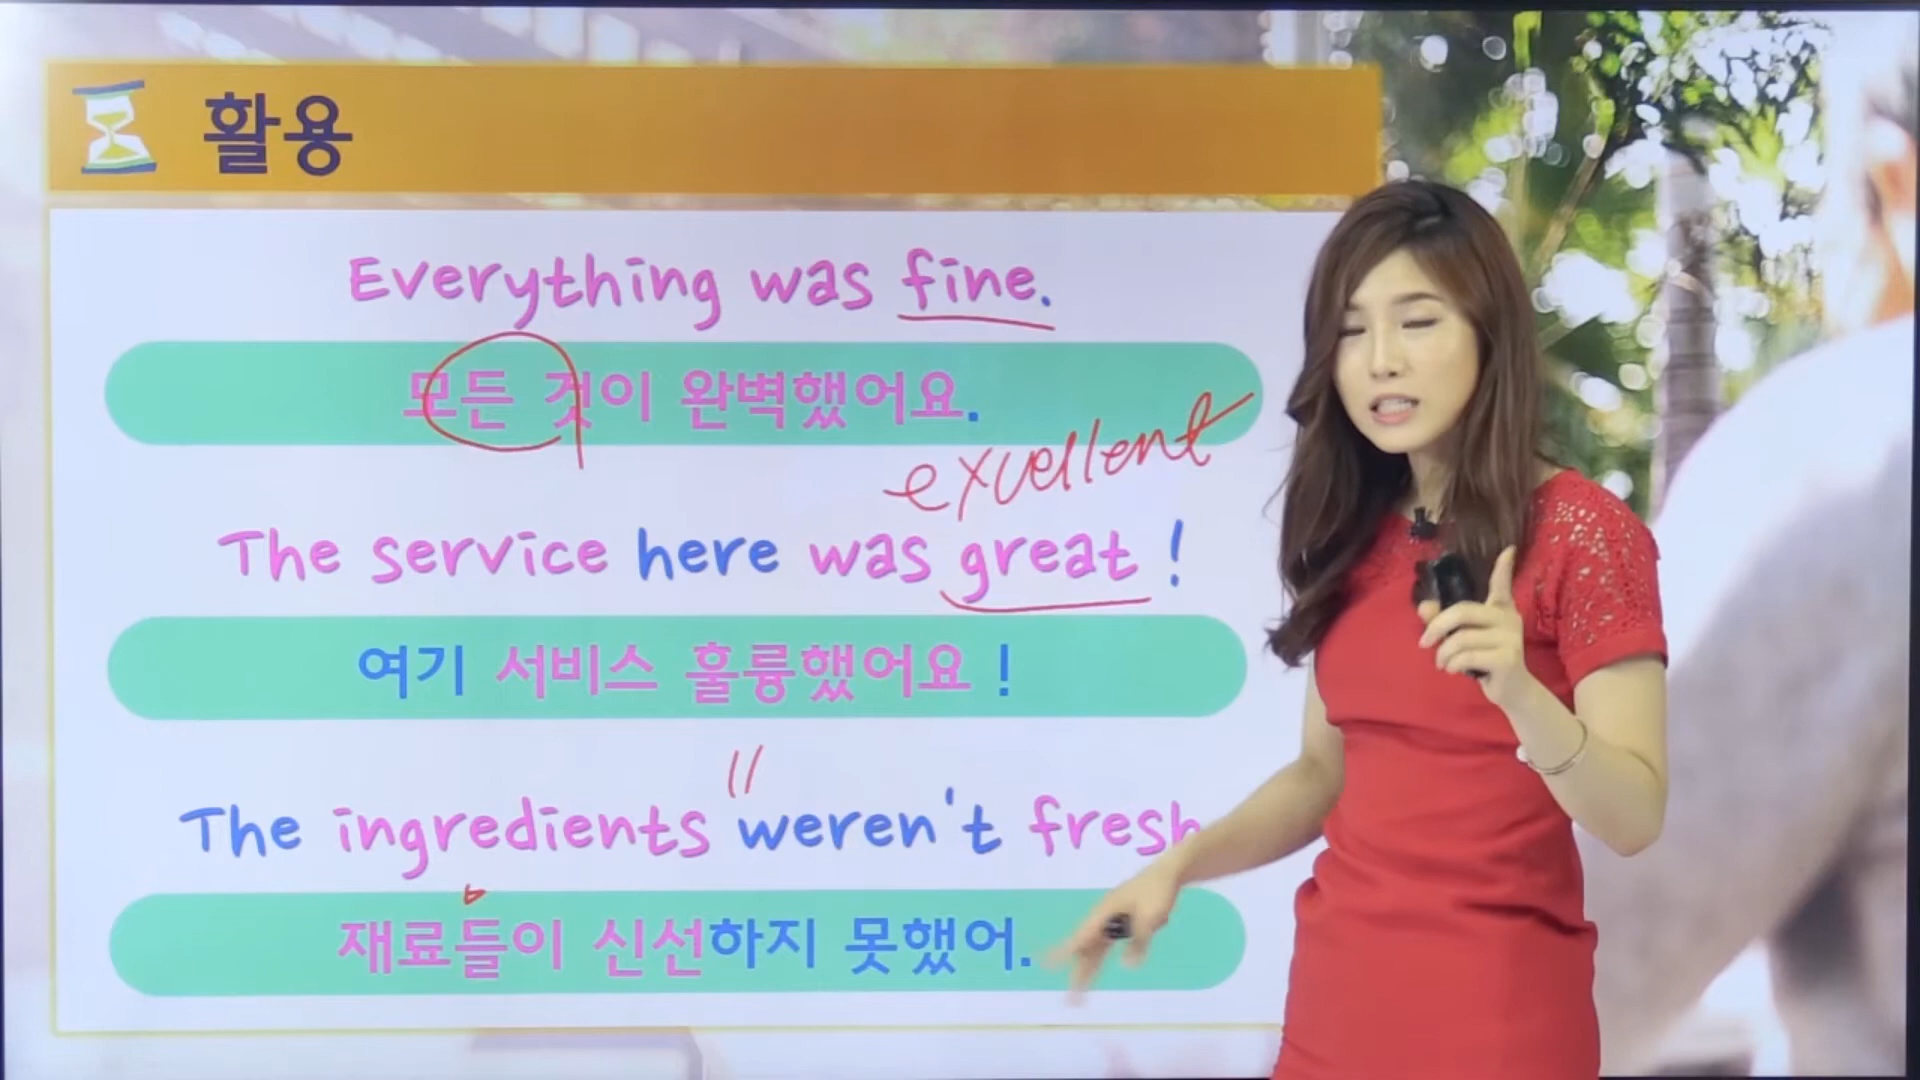 활용
Everything was fine.
모든 것이 완벽했어요.
excellent
The service here was great !
여기 서비스 훌륭했어요 !
The ingredients weren't fresh
재료들이 신선하지 못했어.